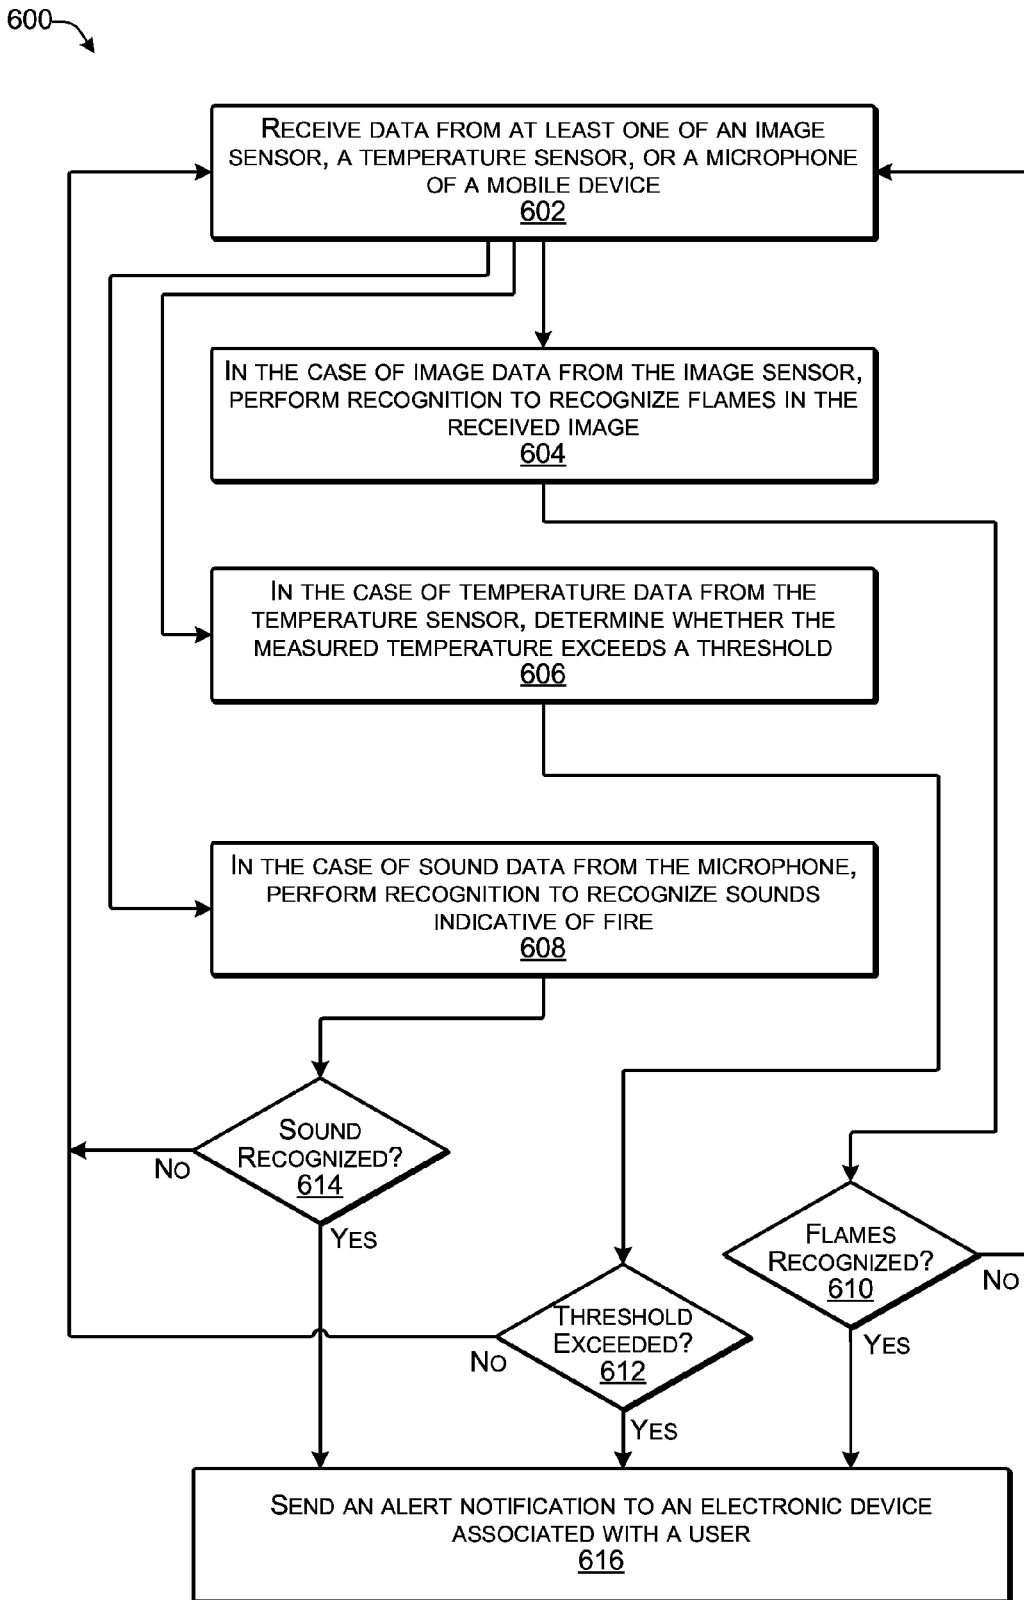 600
RECEIVE DATA FROM AT LEAST ONE OF AN IMAGE
SENSOR, A TEMPERATURE SENSOR, OR A MICROPHONE
OF A MOBILE DEVICE
602
IN THE CASE OF IMAGE DATA FROM THE IMAGE SENSOR,
PERFORM RECOGNITION TO RECOGNIZE FLAMES IN THE
RECEIVED IMAGE
604
IN THE CASE OF TEMPERATURE DATA FROM THE
TEMPERATURE SENSOR, DETERMINE WHETHER THE
MEASURED TEMPERATURE EXCEEDS A THRESHOLD
606
IN THE CASE OF SOUND DATA FROM THE MICROPHONE,
PERFORM RECOGNITION TO RECOGNIZE SOUNDS
INDICATIVE OF FIRE
608
SOUND
RECOGNIZED?
614
NO
YES
FLAMES
RECOGNIZED?
610
NO
YES
THRESHOLD
EXCEEDED?
612
NO
YES
SEND AN ALERT NOTIFICATION TO AN ELECTRONIC DEVICE
ASSOCIATED WITH A USER
616